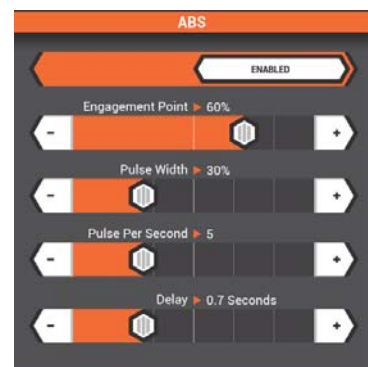 ABS
ENABLED
Engagement Point ▸ 60%
- +
Pulse Width ▸ 30%
- +
Pulse Per Second ▸ 5
- +
Delay ▸ 0.7 Seconds
- +